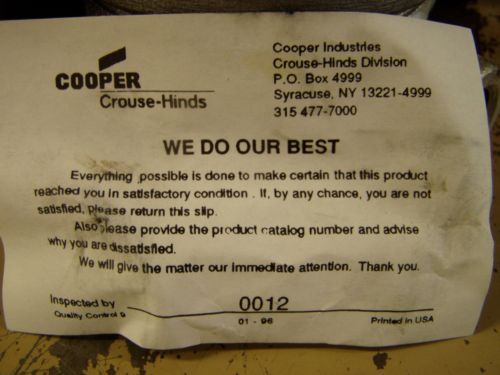 COOPER
Crouse-Hinds
Cooper Industries
Crouse-Hinds Division
P.O. Box 4999
Syracuse, NY 13221-4999
315 477-7000
WE DO OUR BEST
Everything possible is done to make certain that this product
reached you in satisfactory condition . If, by any chance, you are not
satisfied, Please return this slip.
Also please provide the product catalog number and advise
why you are dissatisfied.
We will give the matter our immediate attention. Thank you.
Inspected by 0012
Quality Control 9 01 - 96 Printed in USA